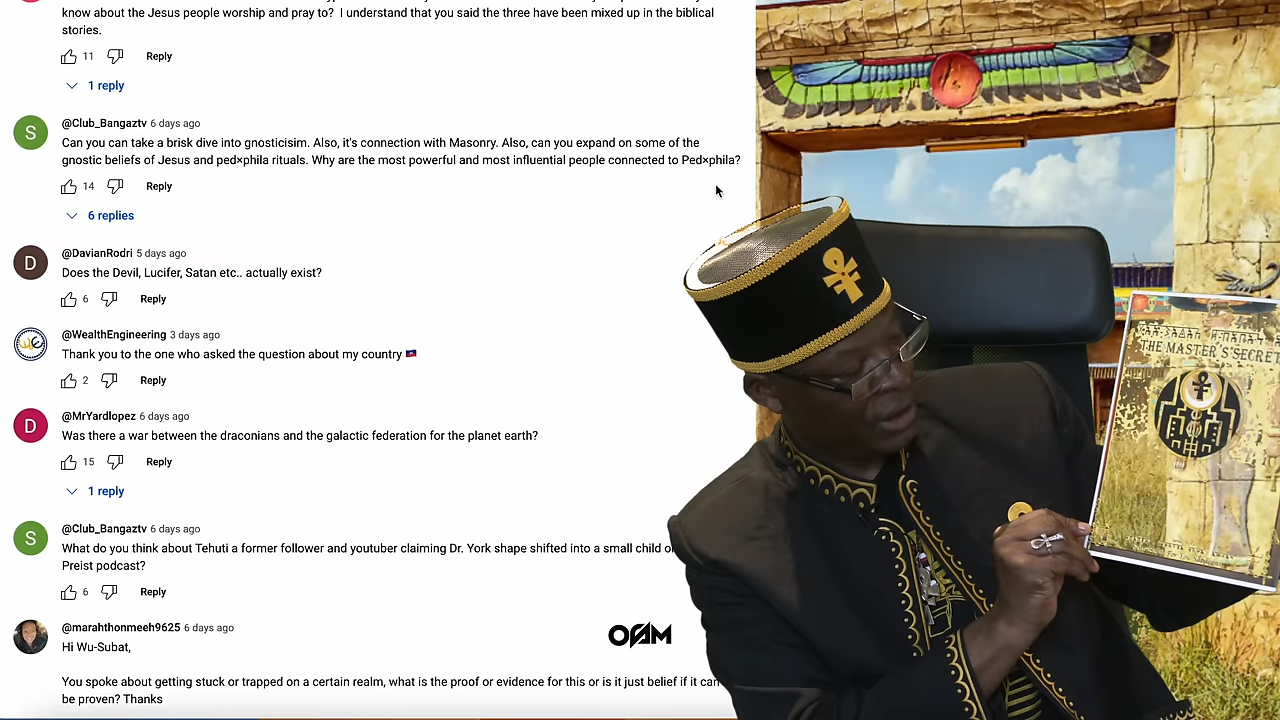 know about the Jesus people worship and pray to? I understand that you said the three have been mixed up in the biblical
stories.
11
Reply
1 reply
S
@Club_Bangaztv 6 days ago
Can you can take a brisk dive into gnosticisim. Also, it's connection with Masonry. Also, can you expand on some of the
gnostic beliefs of Jesus and ped×phila rituals. Why are the most powerful and most influential people connected to Ped×phila?
14
Reply
6 replies
D
@DavianRodri 5 days ago
Does the Devil, Lucifer, Satan etc.. actually exist?
6
Reply
@WealthEngineering 3 days ago
Thank you to the one who asked the question about my country
2
Reply
D
@MrYardlopez 6 days ago
Was there a war between the draconians and the galactic federation for the planet earth?
15
Reply
1 reply
S
@Club_Bangaztv 6 days ago
What do you think about Tehuti a former follower and youtuber claiming Dr. York shape shifted into a small child
Preist podcast?
6
Reply
@marahthonmeeh9625 6 days ago
Hi Wu-Subat,
You spoke about getting stuck or trapped on a certain realm, what is the proof or evidence for this or is it just belief if it can
be proven? Thanks
THE MASTER'S SECRET